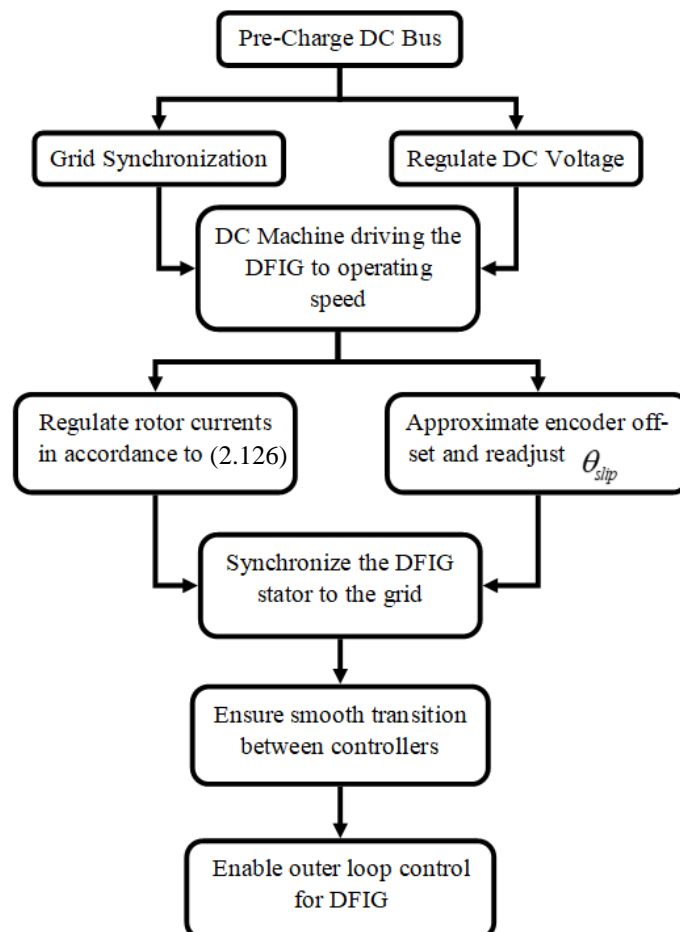 Pre-Charge DC Bus
Grid Synchronization
Regulate DC Voltage
DC Machine driving the
DFIG to operating
speed
Regulate rotor currents
in accordance to (2.126)
Approximate encoder off-
set and readjust θslip
Synchronize the DFIG
stator to the grid
Ensure smooth transition
between controllers
Enable outer loop control
for DFIG